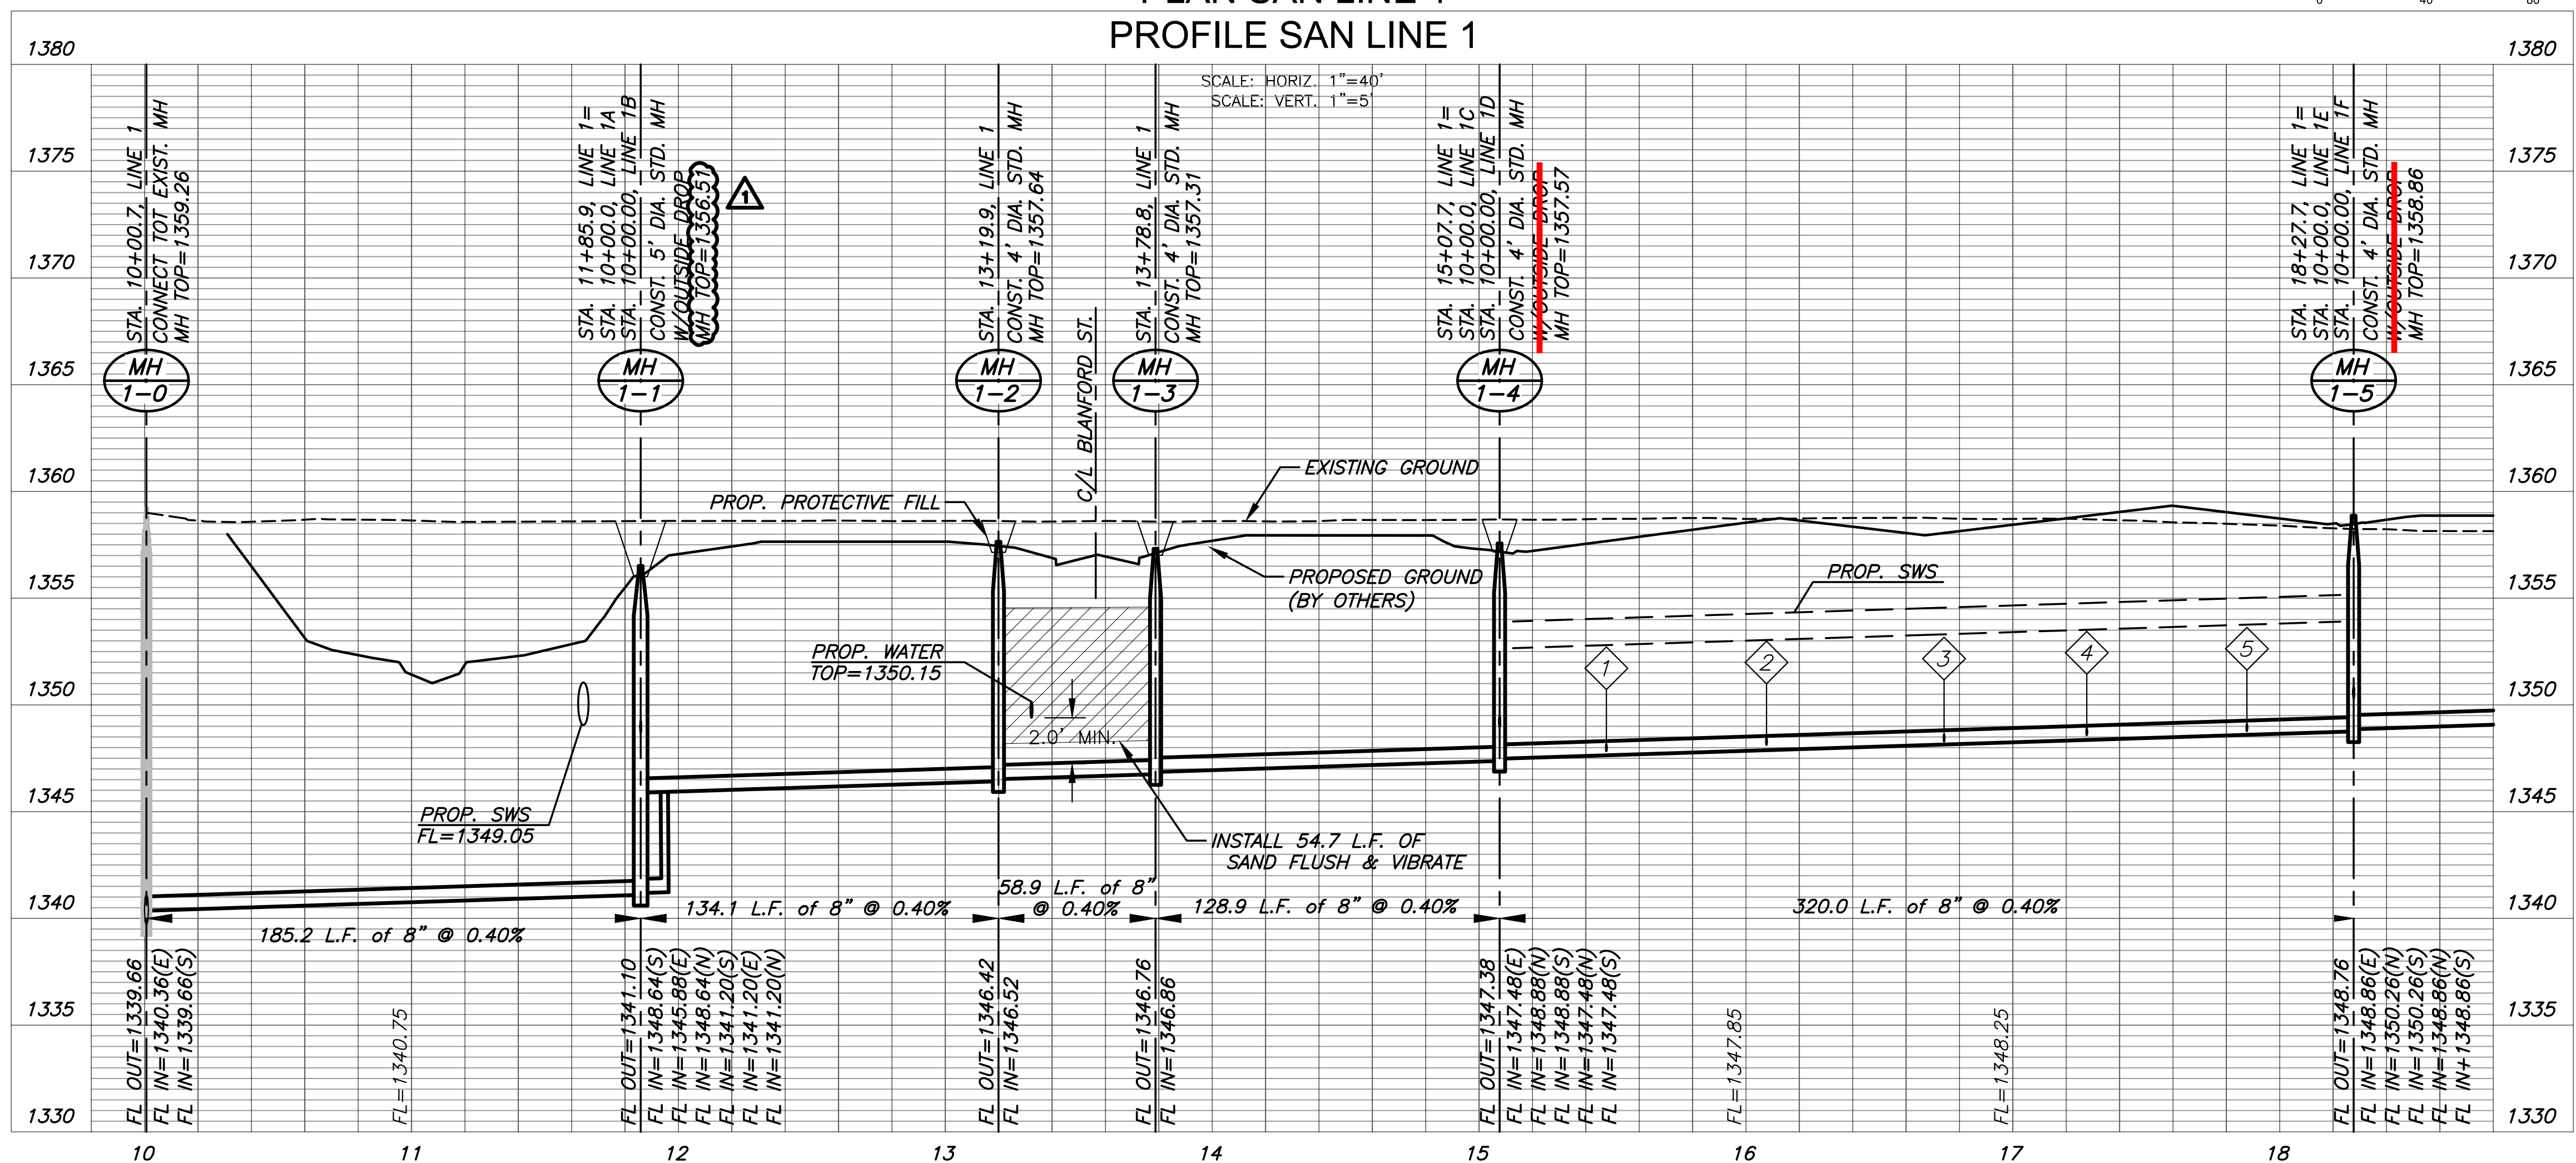 PROFILE SAN LINE 1
SCALE: HORIZ. 1"=40'
SCALE: VERT. 1"=5'
1380
1375
1370
1365
1360
1355
1350
1345
1340
1335
1330
1380
1375
1370
1365
1360
1355
1350
1345
1340
1335
1330
STA. 10+00.7, LINE 1
CONNECT TOT EXIST. MH
MH TOP=1359.26
MH
1-0
STA. 11+85.9, LINE 1=
STA. 10+00.0, LINE 1A
STA. 10+00.00, LINE 1B
CONST. 5' DIA. STD. MH
W/OUTSIDE DROP
MH TOP=1356.51
1
MH
1-1
STA. 13+19.9, LINE 1
CONST. 4' DIA. STD. MH
MH TOP=1357.64
MH
1-2
C/L BLANFORD ST.
STA. 13+78.8, LINE 1
CONST. 4' DIA. STD. MH
MH TOP=1357.31
MH
1-3
STA. 15+07.7, LINE 1=
STA. 10+00.0, LINE 1C
STA. 10+00.00, LINE 1D
CONST. 4' DIA. STD. MH
W/OUTSIDE DROP
MH TOP=1357.57
MH
1-4
STA. 18+27.7, LINE 1=
STA. 10+00.0, LINE 1E
STA. 10+00.00, LINE 1F
CONST. 4' DIA. STD. MH
W/OUTSIDE DROP
MH TOP=1358.86
MH
1-5
PROP. PROTECTIVE FILL
EXISTING GROUND
PROPOSED GROUND
(BY OTHERS)
PROP. SWS
PROP. WATER
TOP=1350.15
2.0' MIN.
1
2
3
4
5
PROP. SWS
FL=1349.05
INSTALL 54.7 L.F. OF
SAND FLUSH & VIBRATE
185.2 L.F. of 8" @ 0.40%
134.1 L.F. of 8" @ 0.40%
58.9 L.F. of 8"
@ 0.40%
128.9 L.F. of 8" @ 0.40%
320.0 L.F. of 8" @ 0.40%
FL OUT=1339.66
FL IN=1340.36(E)
FL IN=1339.66(S)
FL=1340.75
FL OUT=1341.10
FL IN=1348.64(S)
FL IN=1345.88(E)
FL IN=1348.64(N)
FL IN=1341.20(S)
FL IN=1341.20(E)
FL IN=1341.20(N)
FL OUT=1346.42
FL IN=1346.52
FL OUT=1346.76
FL IN=1346.86
FL OUT=1347.38
FL IN=1347.48(E)
FL IN=1348.88(N)
FL IN=1348.88(S)
FL IN=1347.48(N)
FL IN=1347.48(S)
FL=1347.85
FL=1348.25
FL OUT=1348.76
FL IN=1348.86(E)
FL IN=1350.26(N)
FL IN=1350.26(S)
FL IN=1348.86(N)
FL IN+1348.86(S)
10
11
12
13
14
15
16
17
18